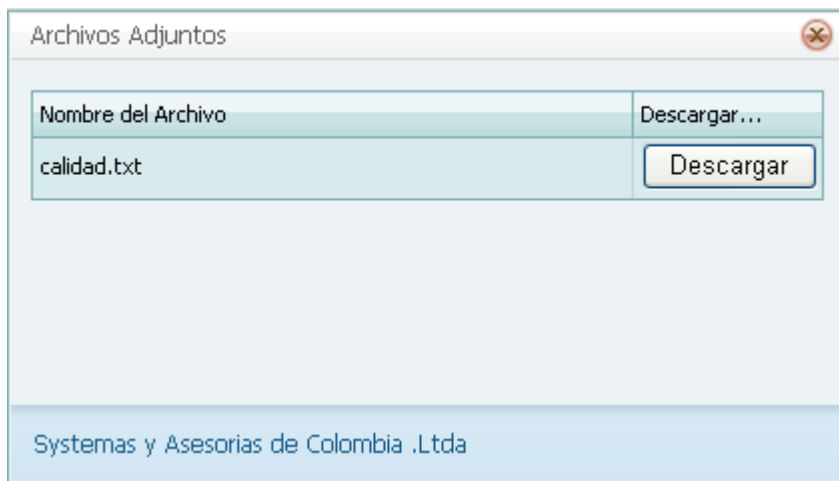 Archivos Adjuntos
Nombre del Archivo Descargar...
calidad.txt Descargar
Systemas y Asesorias de Colombia .Ltda